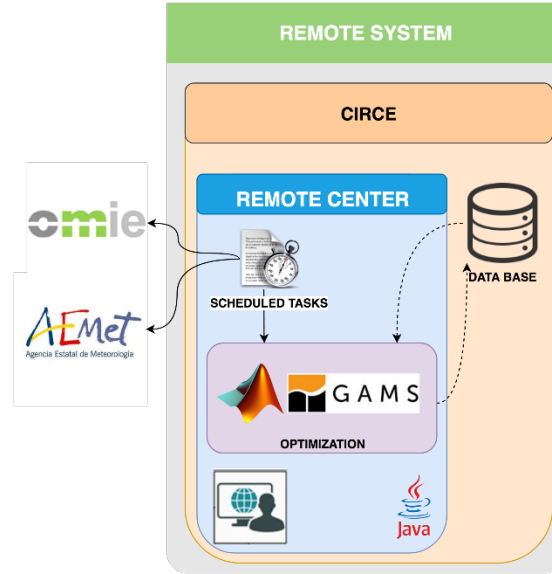 REMOTE SYSTEM
CIRCE
REMOTE CENTER
omie
AEMet
Agencia Estatal de Meteorología
SCHEDULED TASKS
DATA BASE
GAMS
OPTIMIZATION
Java